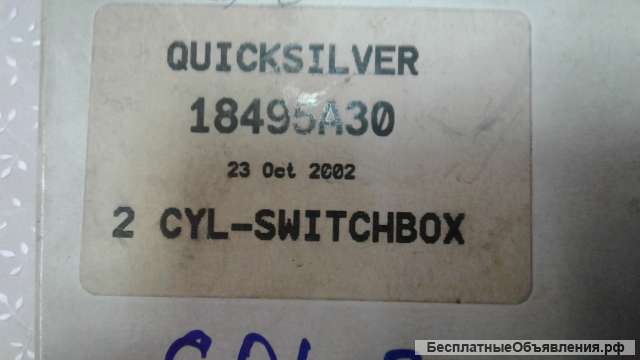 QUICKSILVER
18495A30
23 Oct 2002
2 CYL-SWITCHBOX
БесплатныеОбъявления.рф